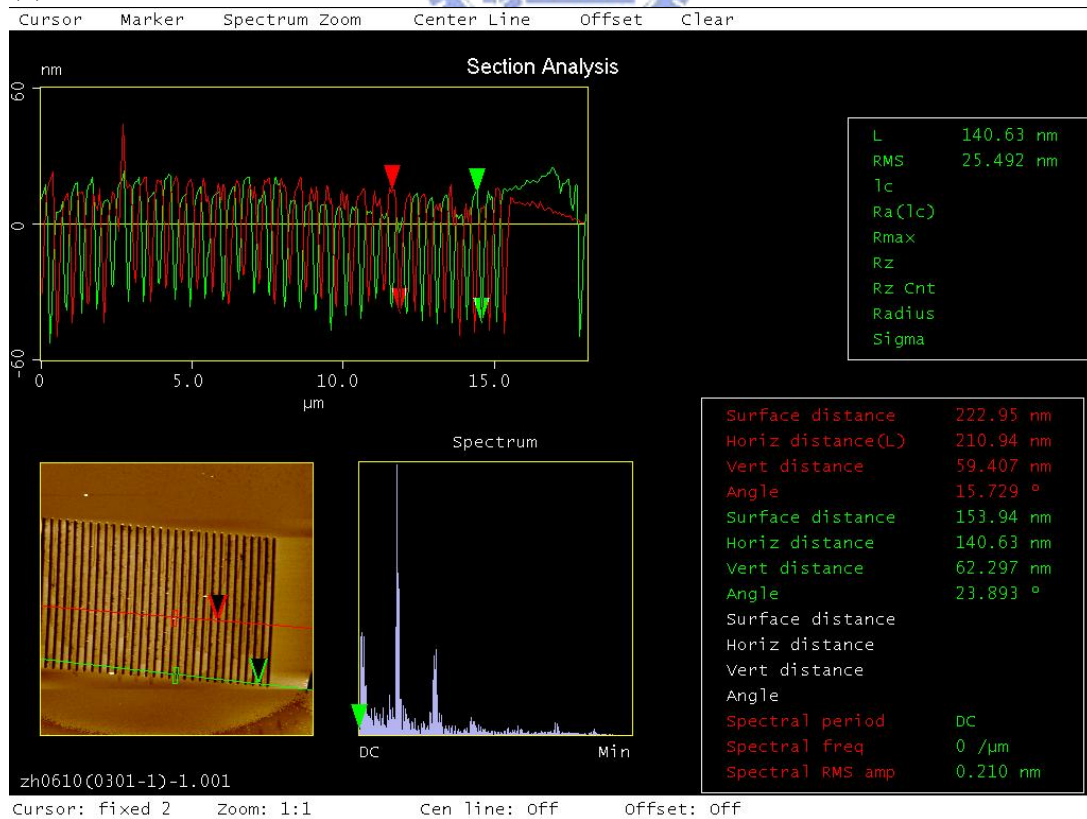 Cursor Marker Spectrum Zoom Center Line Offset Clear
Section Analysis
nm
60
0
-60
0 5.0 10.0 15.0
µm
L 140.63 nm
RMS 25.492 nm
lc
Ra(lc)
Rmax
Rz
Rz Cnt
Radius
Sigma
Spectrum
DC Min
Surface distance 222.95 nm
Horiz distance(L) 210.94 nm
Vert distance 59.407 nm
Angle 15.729 °
Surface distance 153.94 nm
Horiz distance 140.63 nm
Vert distance 62.297 nm
Angle 23.893 °
Surface distance
Horiz distance
Vert distance
Angle
Spectral period DC
Spectral freq 0 /µm
Spectral RMS amp 0.210 nm
zh0610(0301-1)-1.001
Cursor: fixed 2 Zoom: 1:1 Cen line: Off Offset: Off